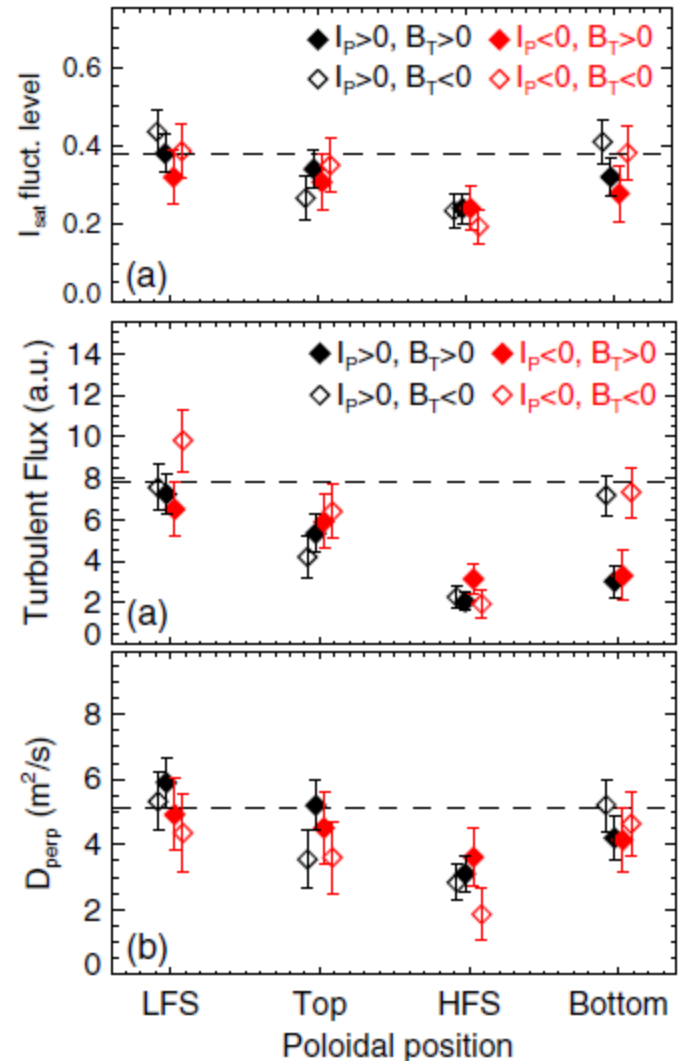 I_P>0, B_T>0 I_P<0, B_T>0
I_P>0, B_T<0 I_P<0, B_T<0
0.6
0.4
0.2
0.0
I_sat fluct. level
(a)
I_P>0, B_T>0 I_P<0, B_T>0
I_P>0, B_T<0 I_P<0, B_T<0
14
12
10
8
6
4
2
0
Turbulent Flux (a.u.)
(a)
8
6
4
2
0
D_perp (m²/s)
(b)
LFS Top HFS Bottom
Poloidal position